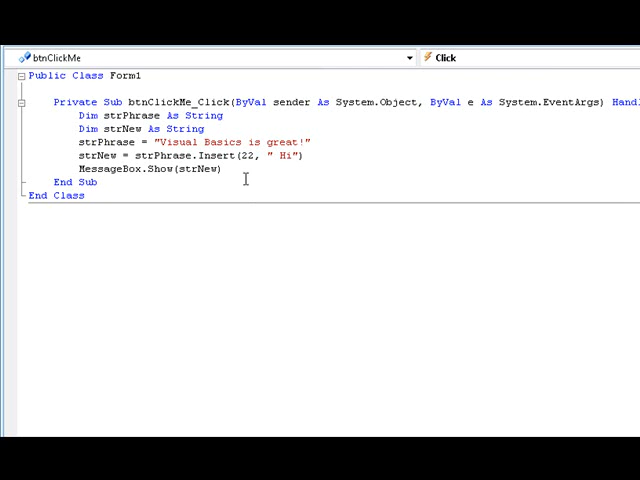 btnClickMe Click
Public Class Form1
Private Sub btnClickMe_Click(ByVal sender As System.Object, ByVal e As System.EventArgs)
Dim strPhrase As String
Dim strNew As String
strPhrase = "Visual Basics is great!"
strNew = strPhrase.Insert(22, " Hi")
MessageBox.Show(strNew)
End Sub
End Class